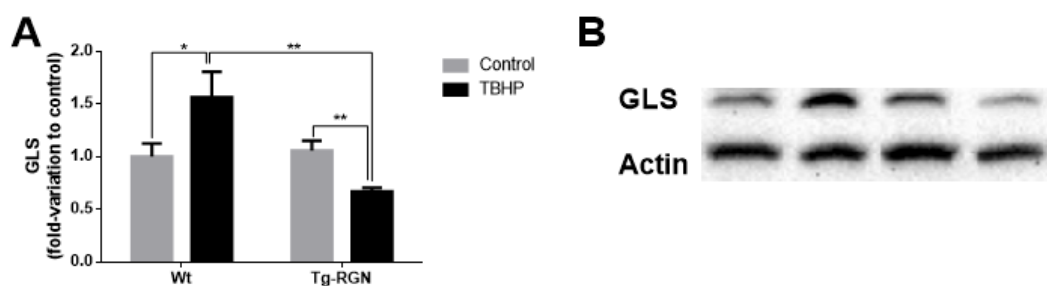 A
GLS
(fold-variation to control)
2.0
1.5
1.0
0.5
0.0
*
**
**
Wt
Tg-RGN
Control
TBHP
B
GLS
Actin